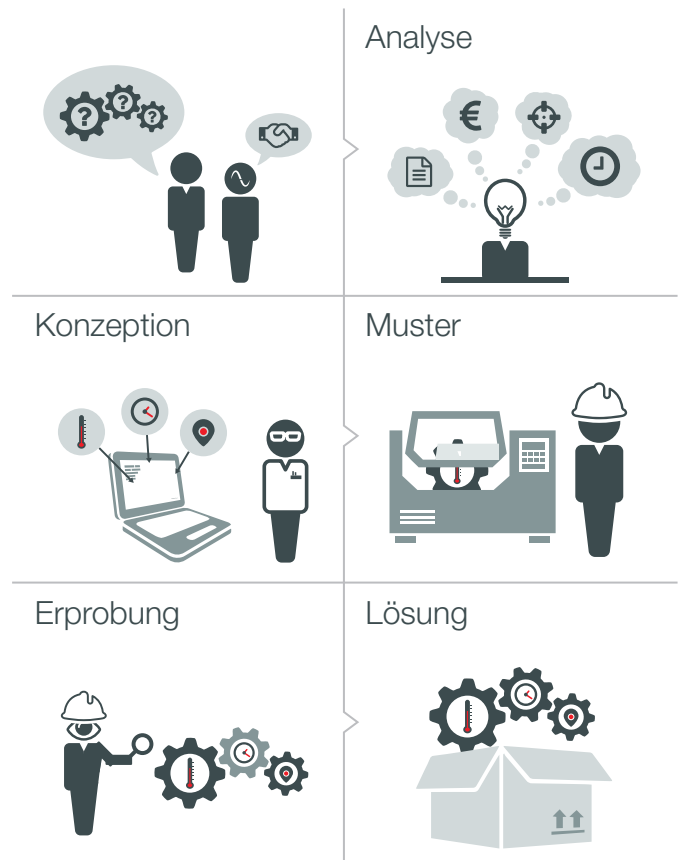 Analyse
? ? ?
€
Konzeption
Muster
Erprobung
Lösung